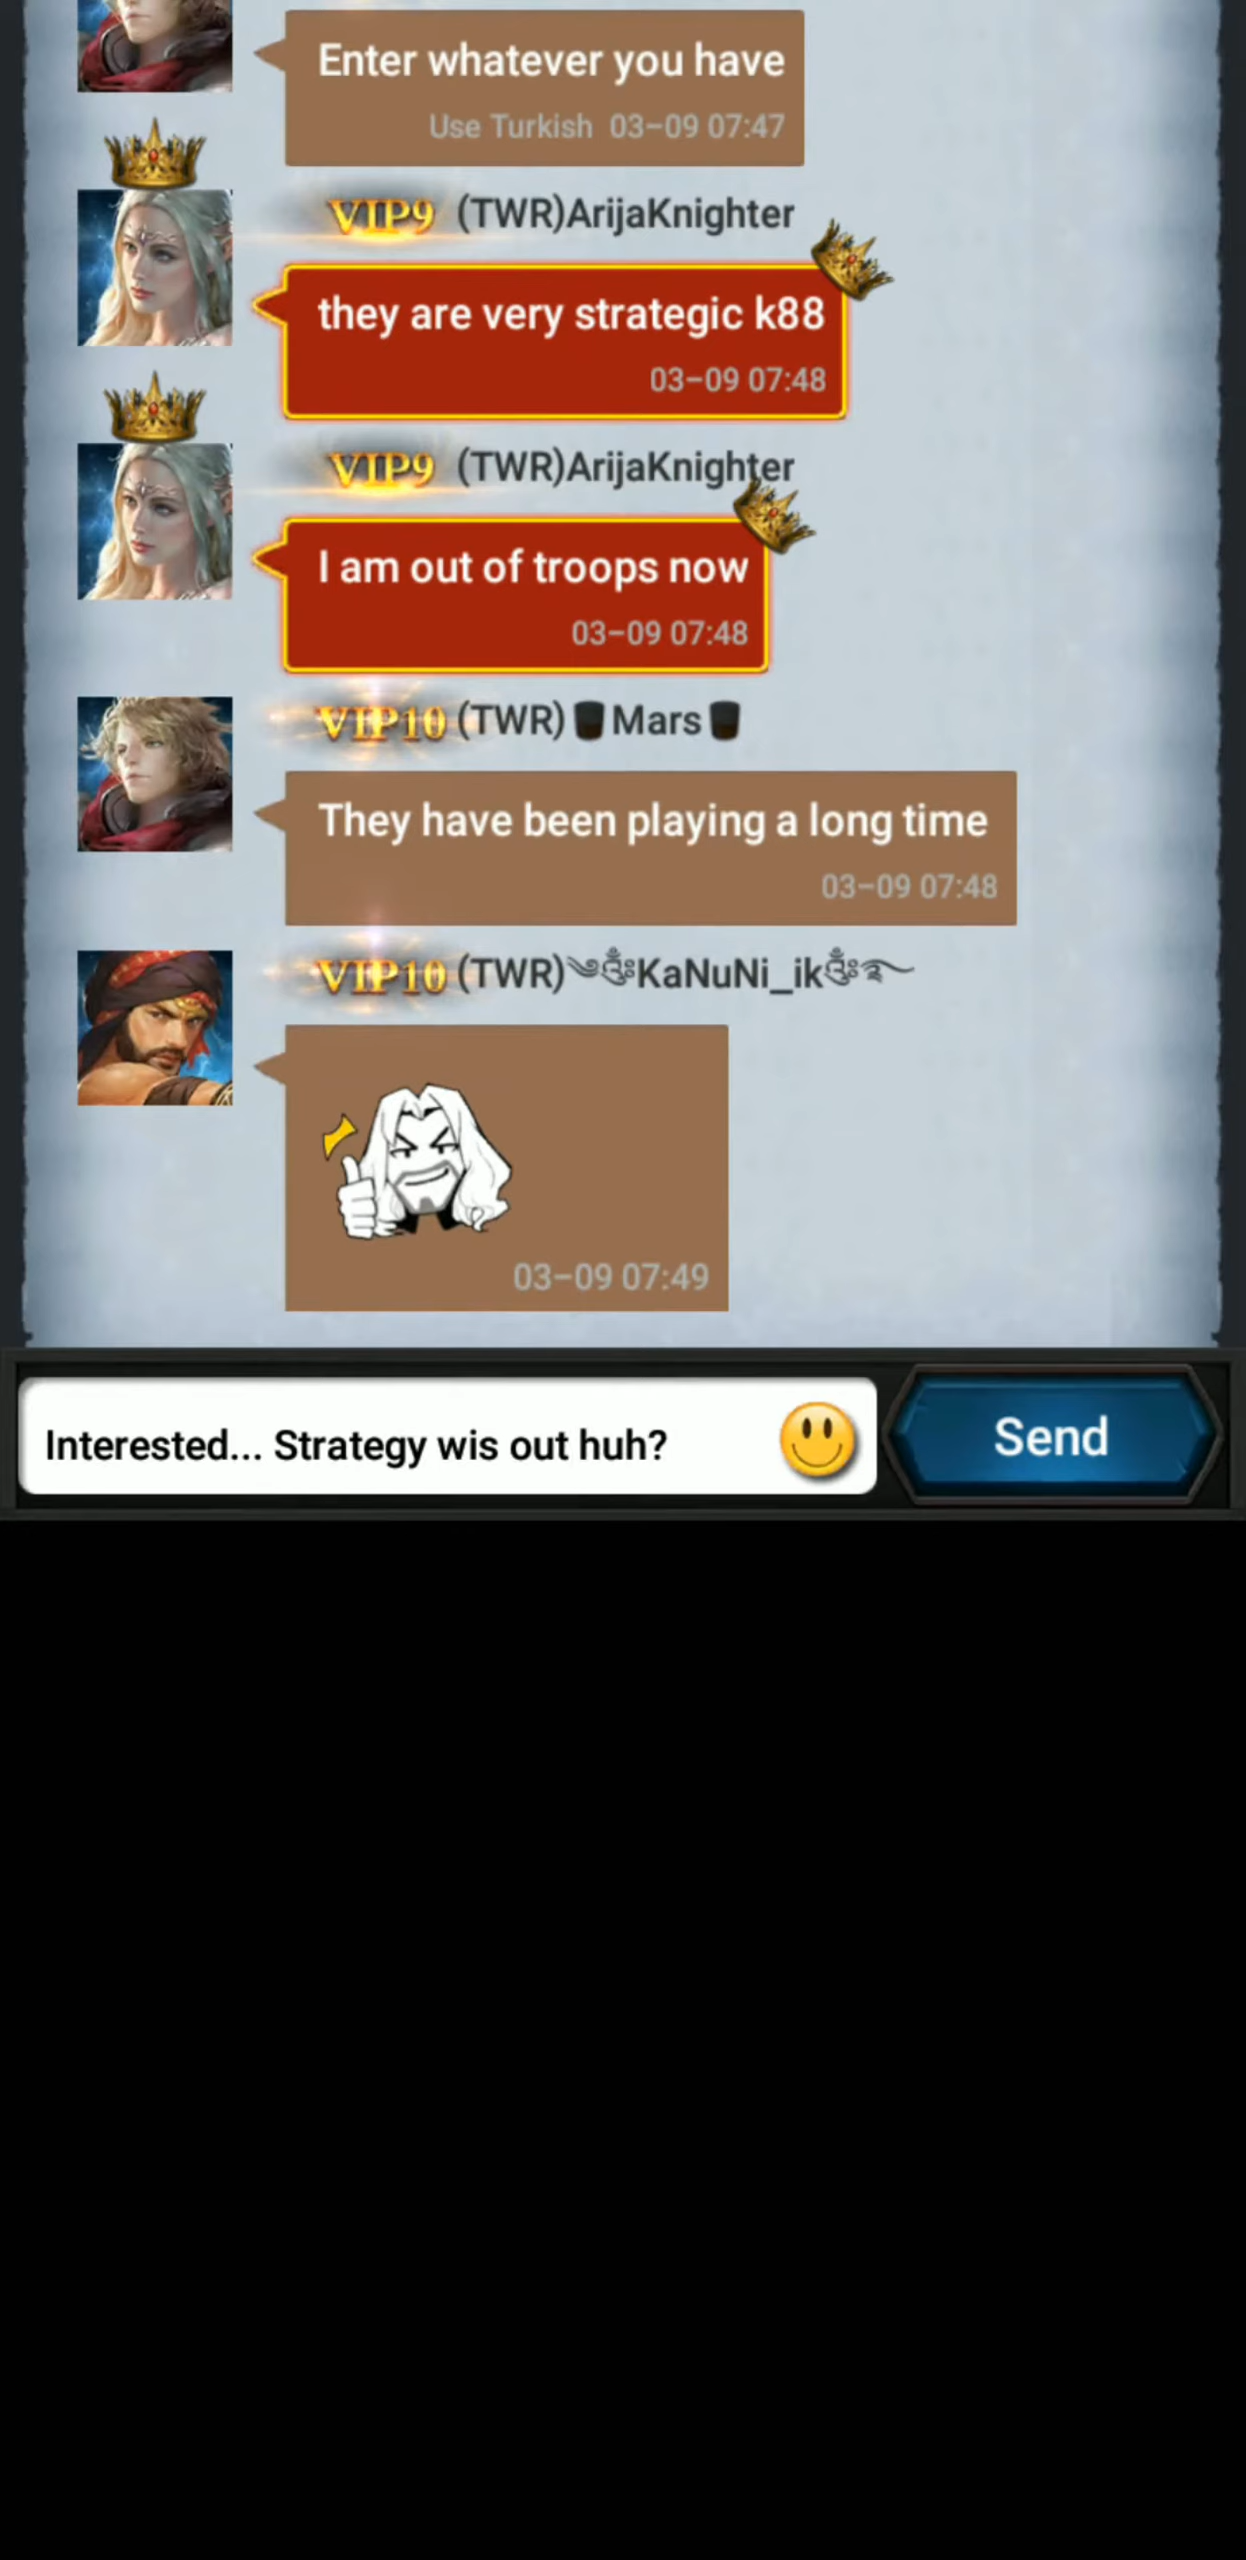 Enter whatever you have
Use Turkish 03-09 07:47
VIP9 (TWR)ArijaKnighter
they are very strategic k88
03-09 07:48
VIP9 (TWR)ArijaKnighter
I am out of troops now
03-09 07:48
VIP10 (TWR)Mars
They have been playing a long time
03-09 07:48
VIP10 (TWR)KaNuNi_ik
03-09 07:49
Interested... Strategy wis out huh?
Send